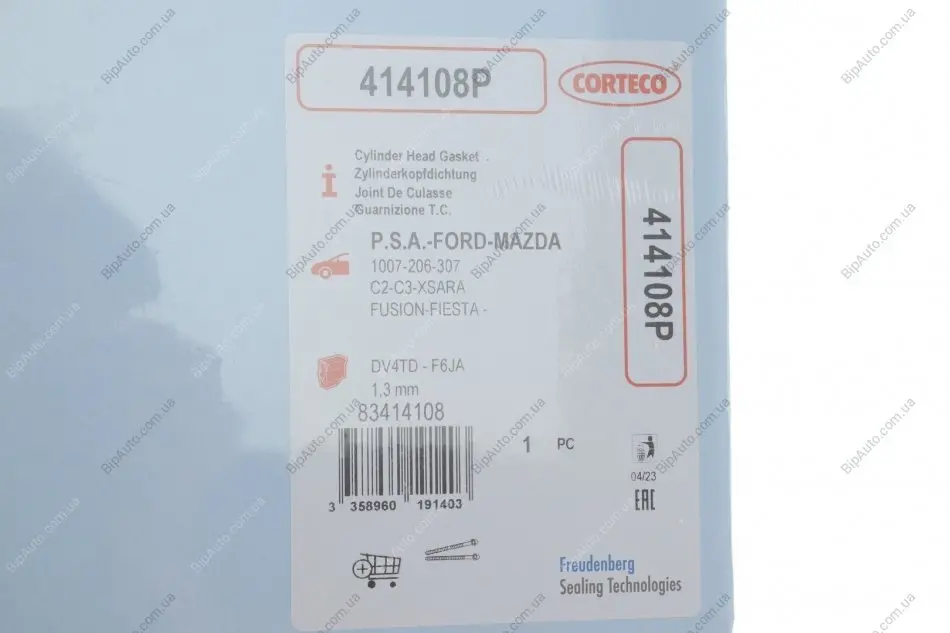 414108P
CORTECO
Cylinder Head Gasket
Zylinderkopfdichtung
Joint De Culasse
Guarnizione T.C.
414108P
P.S.A.-FORD-MAZDA
1007-206-307
C2-C3-XSARA
FUSION-FIESTA -
DV4TD - F6JA
1,3 mm
83414108
1 PC
3 358960 191403
04/23
EAC
Freudenberg
Sealing Technologies
BipAuto.com.ua